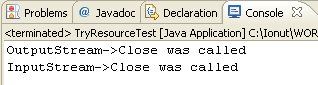 Problems @ Javadoc Declaration Console
<terminated> TryResourceTest [Java Application] C:\Ionut\WOR
OutputStream->Close was called
InputStream->Close was called